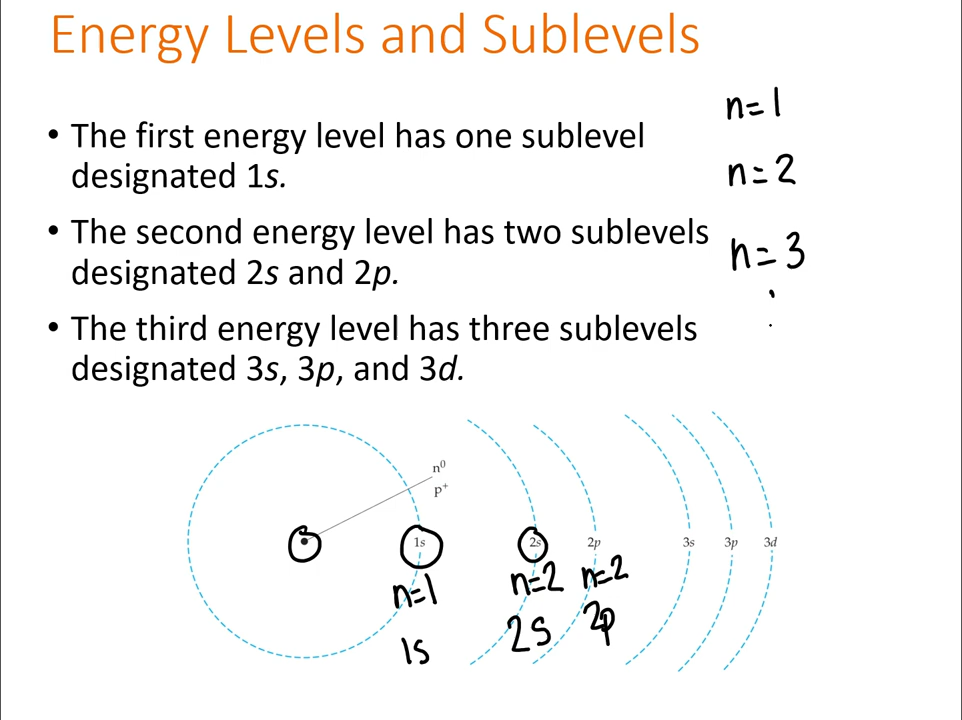 Energy Levels and Sublevels
n=1
• The first energy level has one sublevel
designated 1s.
n=2
• The second energy level has two sublevels
designated 2s and 2p.
n=3
• The third energy level has three sublevels
designated 3s, 3p, and 3d.
n⁰
p⁺
1s 2s 2p 3s 3p 3d
n=1 n=2 n=2
1s 2s 2p